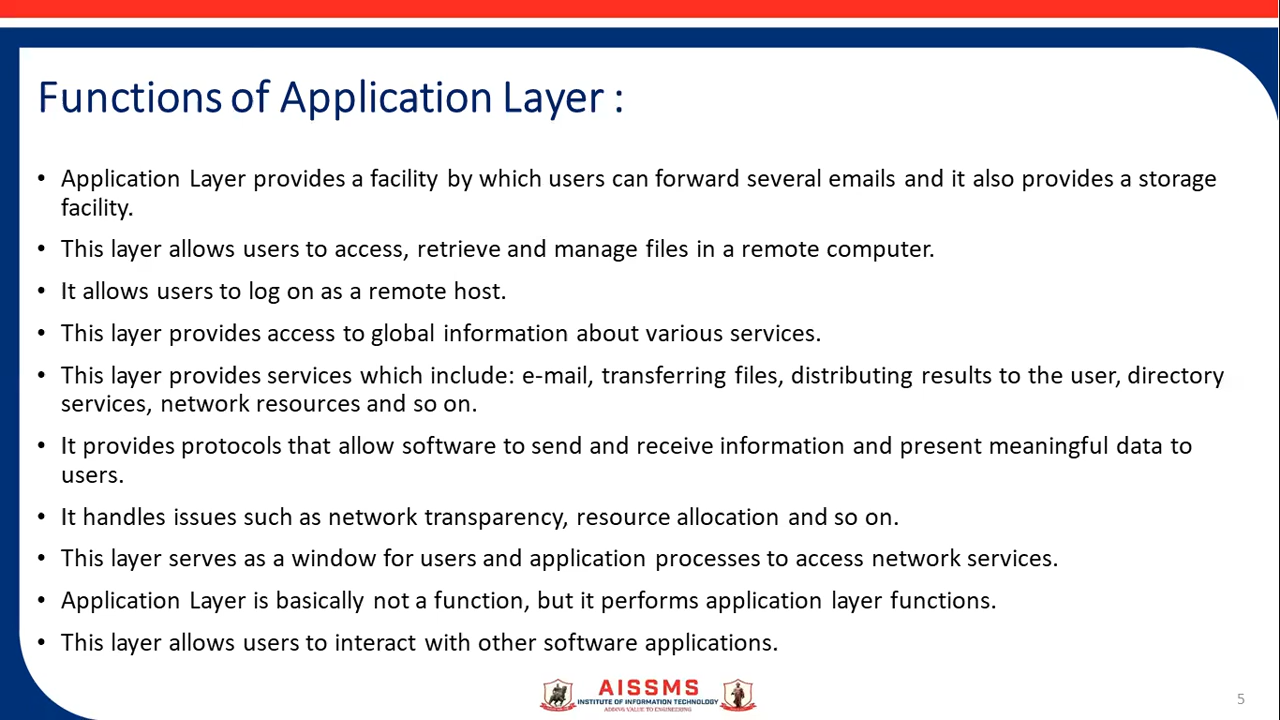 Functions of Application Layer :
• Application Layer provides a facility by which users can forward several emails and it also provides a storage
facility.
• This layer allows users to access, retrieve and manage files in a remote computer.
• It allows users to log on as a remote host.
• This layer provides access to global information about various services.
• This layer provides services which include: e-mail, transferring files, distributing results to the user, directory
services, network resources and so on.
• It provides protocols that allow software to send and receive information and present meaningful data to
users.
• It handles issues such as network transparency, resource allocation and so on.
• This layer serves as a window for users and application processes to access network services.
• Application Layer is basically not a function, but it performs application layer functions.
• This layer allows users to interact with other software applications.
AISSMS
INSTITUTE OF INFORMATION TECHNOLOGY
ADDING VALUE TO ENGINEERING
5